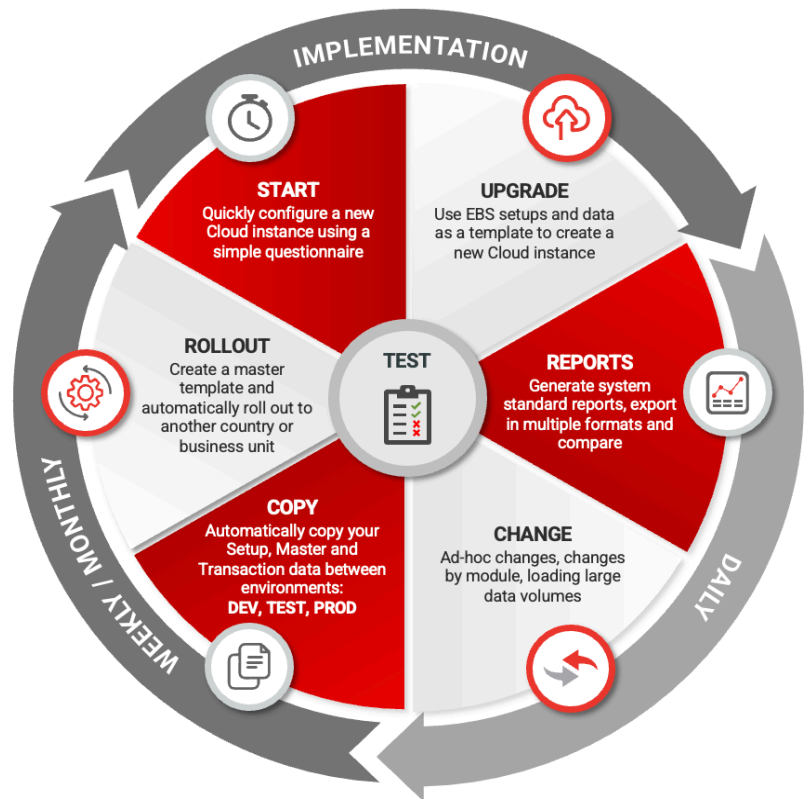 IMPLEMENTATION
START
Quickly configure a new
Cloud instance using a
simple questionnaire
UPGRADE
Use EBS setups and data
as a template to create a
new Cloud instance
ROLLOUT
Create a master
template and
automatically roll out to
another country or
business unit
TEST
REPORTS
Generate system
standard reports, export
in multiple formats and
compare
COPY
Automatically copy your
Setup, Master and
Transaction data between
environments:
DEV, TEST, PROD
CHANGE
Ad-hoc changes, changes
by module, loading large
data volumes
WEEKLY / MONTHLY
DAILY